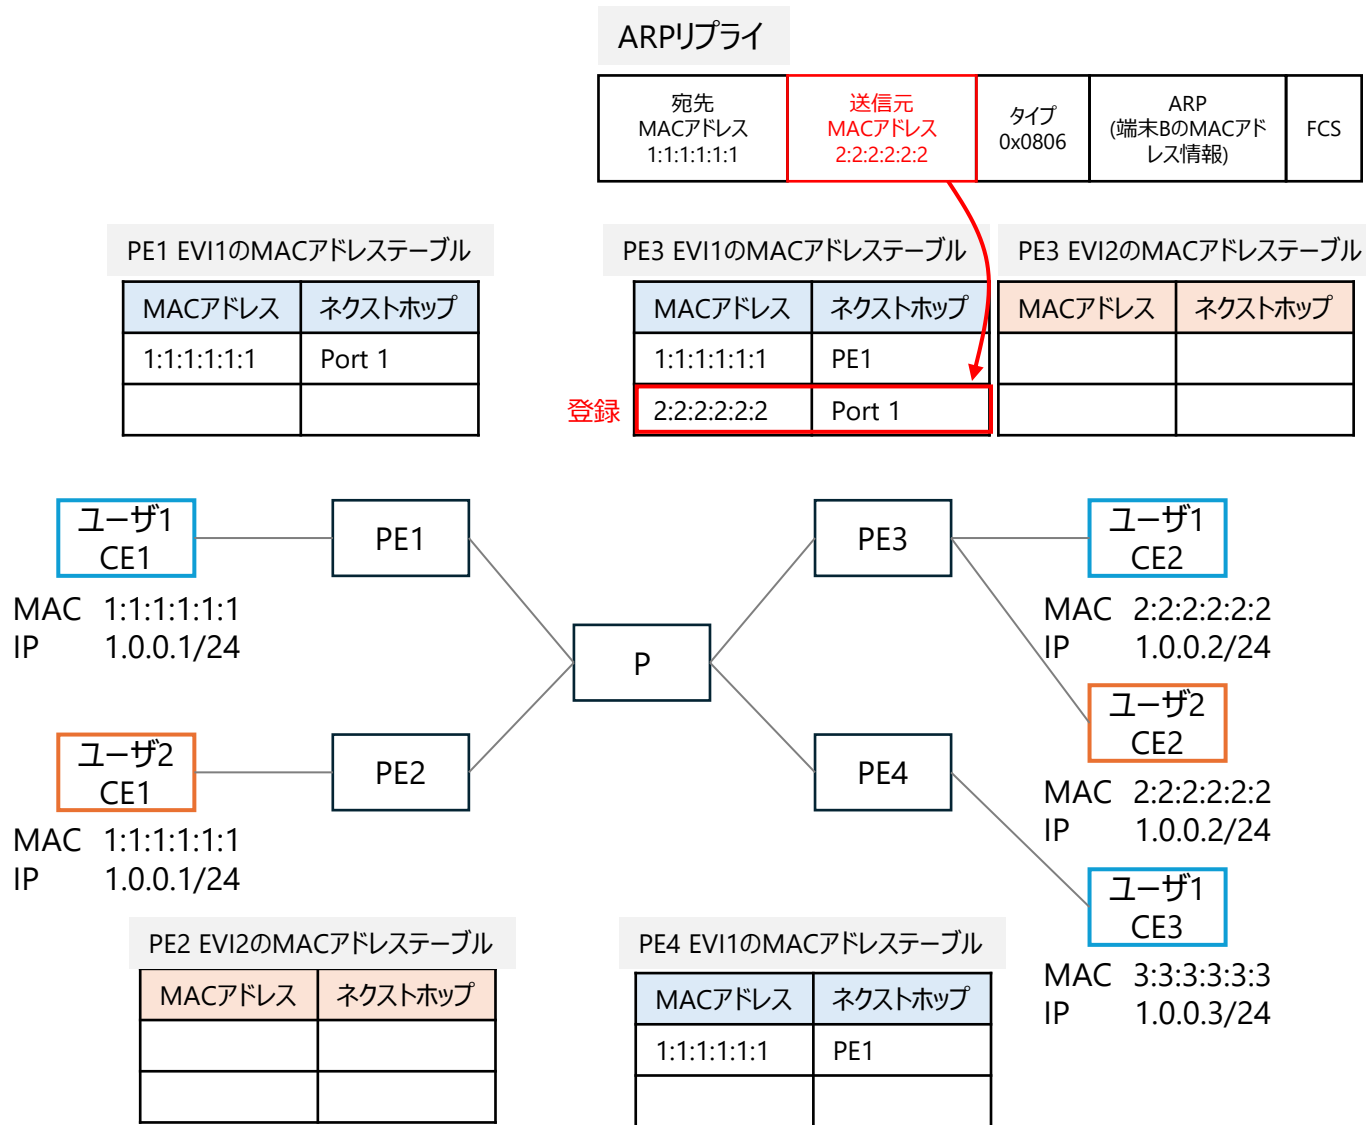 ARPリプライ
宛先
MACアドレス
1:1:1:1:1:1
送信元
MACアドレス
2:2:2:2:2:2
タイプ
0x0806
ARP
(端末BのMACアド
レス情報)
FCS
PE1 EVI1のMACアドレステーブル
MACアドレス ネクストホップ
1:1:1:1:1:1 Port 1
PE3 EVI1のMACアドレステーブル
MACアドレス ネクストホップ
1:1:1:1:1:1 PE1
登録 2:2:2:2:2:2 Port 1
PE3 EVI2のMACアドレステーブル
MACアドレス ネクストホップ
ユーザ1
CE1
MAC 1:1:1:1:1:1
IP 1.0.0.1/24
PE1
PE3
ユーザ1
CE2
MAC 2:2:2:2:2:2
IP 1.0.0.2/24
P
ユーザ2
CE1
MAC 1:1:1:1:1:1
IP 1.0.0.1/24
PE2
PE4
ユーザ2
CE2
MAC 2:2:2:2:2:2
IP 1.0.0.2/24
ユーザ1
CE3
MAC 3:3:3:3:3:3
IP 1.0.0.3/24
PE2 EVI2のMACアドレステーブル
MACアドレス ネクストホップ
PE4 EVI1のMACアドレステーブル
MACアドレス ネクストホップ
1:1:1:1:1:1 PE1